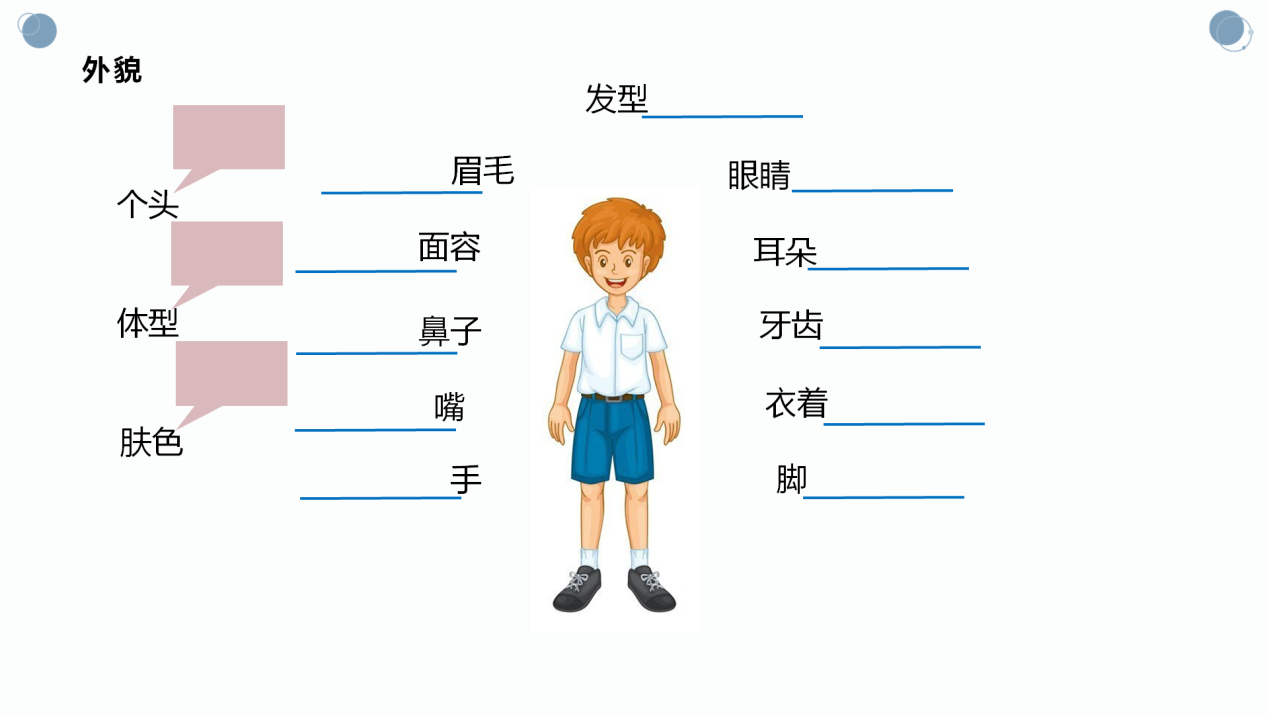 外貌
发型
眉毛
眼睛
个头
面容
耳朵
体型
鼻子
牙齿
嘴
衣着
肤色
手
脚